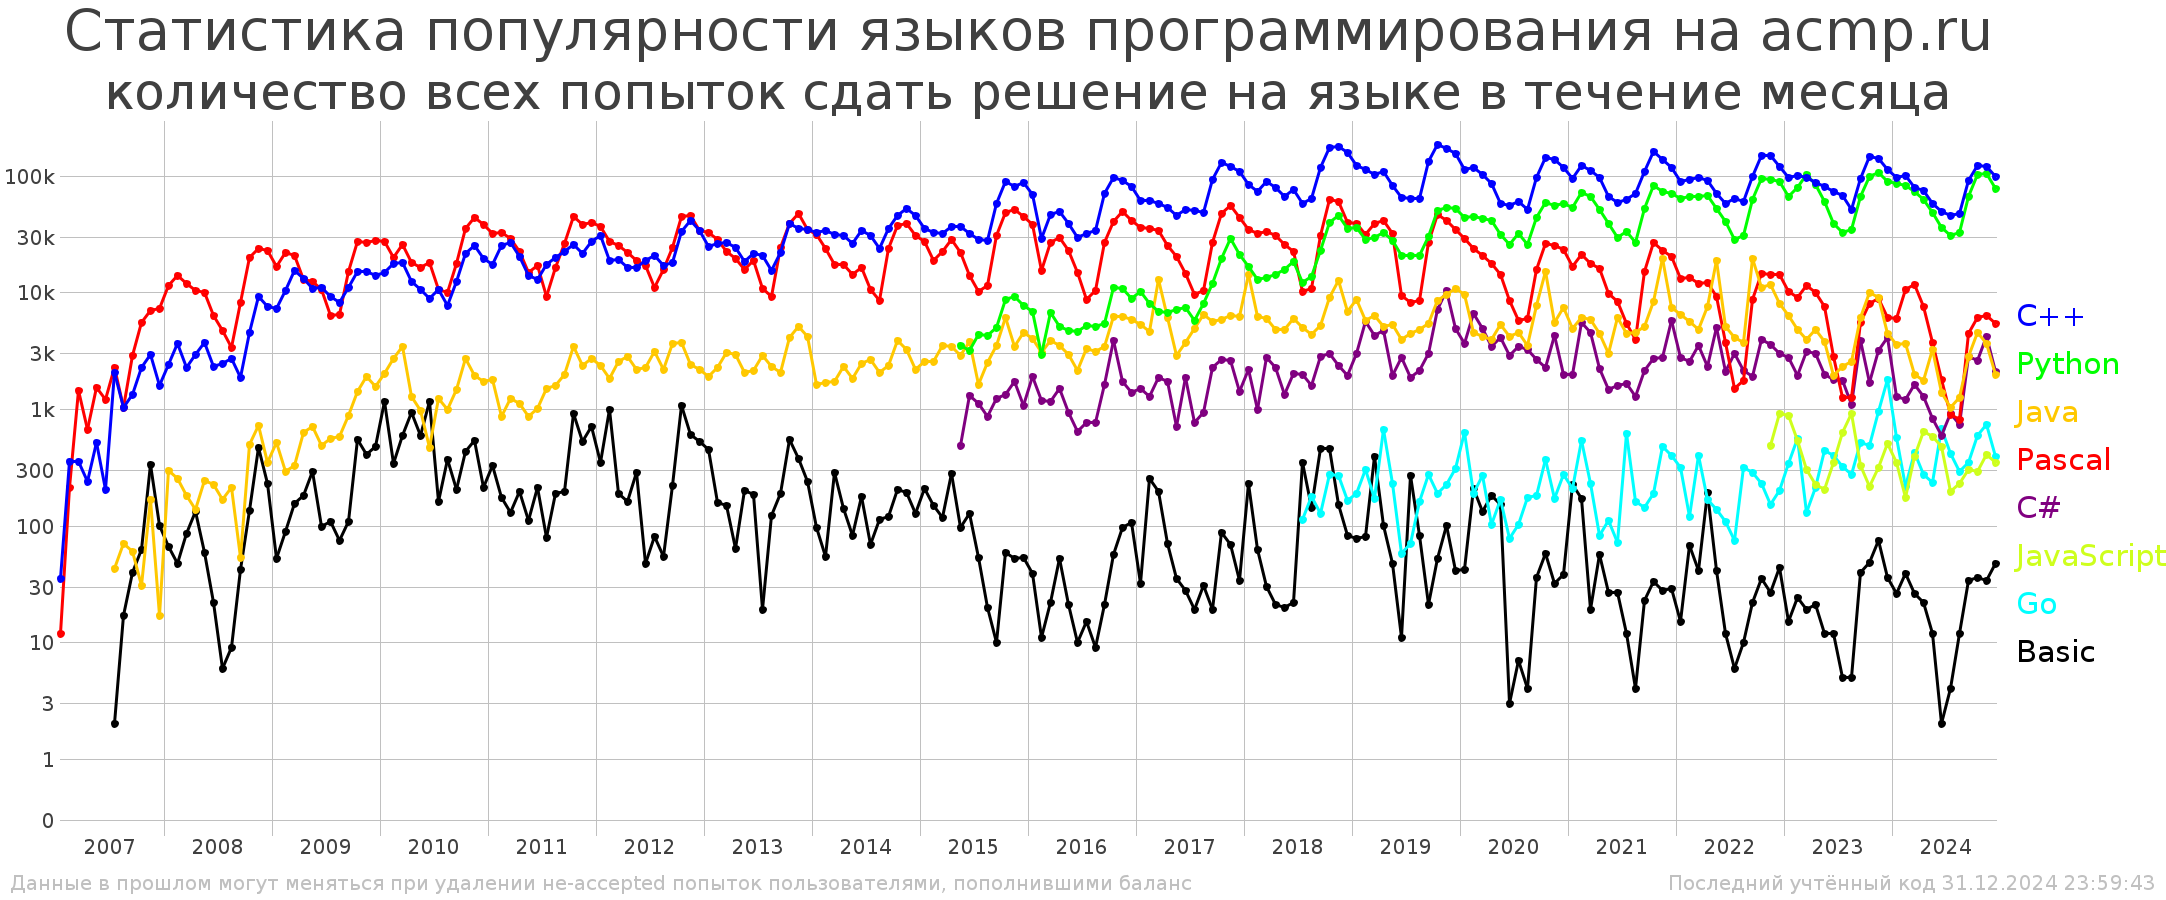 Статистика популярности языков программирования на acmp.ru
количество всех попыток сдать решение на языке в течение месяца
100k
30k
10k
3k
1k
300
100
30
10
3
1
0
C++
Python
Java
Pascal
C#
JavaScript
Go
Basic
2007 2008 2009 2010 2011 2012 2013 2014 2015 2016 2017 2018 2019 2020 2021 2022 2023 2024
Данные в прошлом могут меняться при удалении не-accepted попыток пользователями, пополнившими баланс
Последний учтённый код 31.12.2024 23:59:43